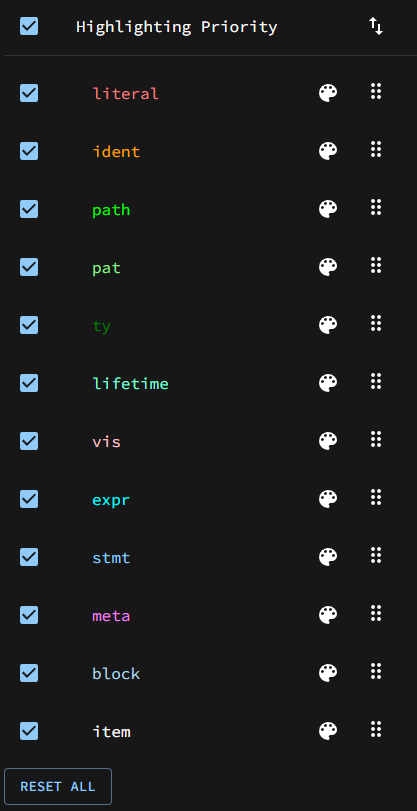 Highlighting Priority
literal
ident
path
pat
ty
lifetime
vis
expr
stmt
meta
block
item
RESET ALL